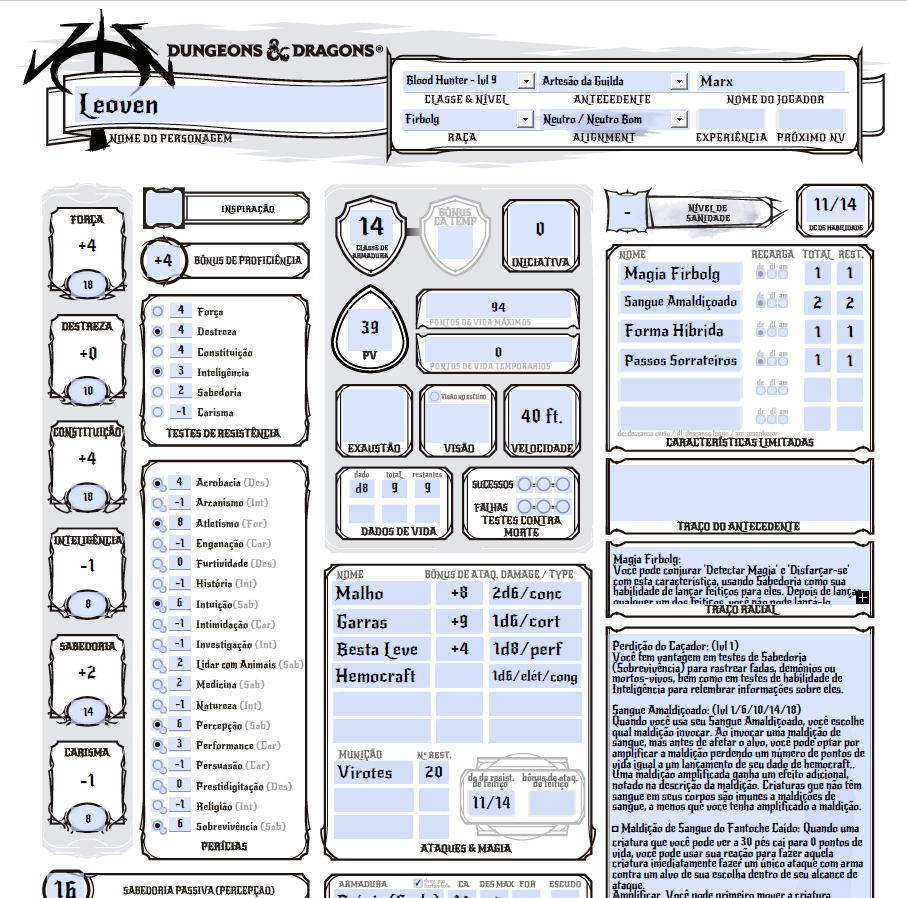 DUNGEONS & DRAGONS®
Leoven
NOME DO PERSONAGEM
Blood Hunter - lvl 9
Artesão da Guilda
Marx
CLASSE & NÍVEL
ANTECEDENTE
NOME DO JOGADOR
Firbolg
Neutro / Neutro Bom
RAÇA
ALIGNMENT
EXPERIÊNCIA
PRÓXIMO NV
FORÇA
+4
18
DESTREZA
+0
10
CONSTITUIÇÃO
+4
18
INTELIGÊNCIA
-1
8
SABEDORIA
+2
14
CARISMA
-1
8
INSPIRAÇÃO
+4 BÔNUS DE PROFICIÊNCIA
4 Força
4 Destreza
4 Constituição
3 Inteligência
2 Sabedoria
-1 Carisma
TESTES DE RESISTÊNCIA
4 Acrobacia (Des)
-1 Arcanismo (Int)
8 Atletismo (For)
-1 Enganação (Car)
0 Furtividade (Des)
-1 História (Int)
6 Intuição(Sab)
-1 Intimidação (Car)
-1 Investigação (Int)
2 Lidar com Animais (Sab)
2 Medicina (Sab)
-1 Natureza (Int)
6 Percepção (Sab)
3 Performance (Car)
-1 Persuasão (Car)
0 Prestidigitação (Des)
-1 Religião (Int)
6 Sobrevivência (Sab)
PERÍCIAS
16 SABEDORIA PASSIVA (PERCEPÇÃO)
14
CLASSE DE
ARMADURA
BÔNUS
CA TEMP
0
INICIATIVA
39
PV
94
PONTOS DE VIDA MÁXIMOS
0
PONTOS DE VIDA TEMPORÁRIOS
EXAUSTÃO
VISÃO NO ESCURO
VISÃO
40 ft.
VELOCIDADE
dado total restantes
d8 9 9
DADOS DE VIDA
SUCESSOS
FALHAS
TESTES CONTRA
MORTE
NOME BÔNUS DE ATAQ. DAMAGE / TYPE
Malho +8 2d6/conc
Garras +9 1d6/cort
Besta Leve +4 1d8/perf
Hemocraft 1d6/elét/cong
MUNIÇÃO Nº REST.
Virotes 20
dc de resist.
de feitiço
bônus de ataq.
de feitiço
11/14
ATAQUES & MAGIA
ARMADURA CA DES MAX FOR ESCUDO
-
NÍVEL DE
SANIDADE
11/14
DC DE HABILIDADE
NOME RECARGA TOTAL REST.
Magia Firbolg dc dl am 1 1
Sangue Amaldiçoado dc dl am 2 2
Forma Híbrida dc dl am 1 1
Passos Sorrateiros dc dl am 1 1
dc dl am
dc dl am
dc: descanso curto / dl: descanso longo / am: amanhecer
CARACTERÍSTICAS LIMITADAS
TRAÇO DO ANTECEDENTE
Magia Firbolg:
Você pode conjurar 'Detectar Magia' e 'Disfarçar-se'
com esta característica, usando Sabedoria como sua
habilidade de lançar feitiços para eles. Depois de lançar
qualquer um dos feitiços, você não pode lançá-lo
TRAÇO RACIAL
Perdição do Caçador: (lvl 1)
Você tem vantagem em testes de Sabedoria
(Sobrevivência) para rastrear fadas, demônios ou
mortos-vivos, bem como em testes de habilidade de
Inteligência para relembrar informações sobre eles.
Sangue Amaldiçoado: (lvl 1/6/10/14/18)
Quando você usa seu Sangue Amaldiçoado, você escolhe
qual maldição invocar. Ao invocar uma maldição de
sangue, mas antes de afetar o alvo, você pode optar por
amplificar a maldição perdendo um número de pontos de
vida igual a um lançamento de seu dado de hemocraft..
Uma maldição amplificada ganha um efeito adicional,
notado na descrição da maldição. Criaturas que não têm
sangue em seus corpos são imunes a maldições de
sangue, a menos que você tenha amplificado a maldição.
Maldição de Sangue do Fantoche Caído: Quando uma
criatura que você pode ver a 30 pés cai para 0 pontos de
vida, você pode usar sua reação para fazer aquela
criatura imediatamente fazer um único ataque com arma
contra um alvo de sua escolha dentro de seu alcance de
ataque.
Amplificar. Você pode primeiro mover a criatura